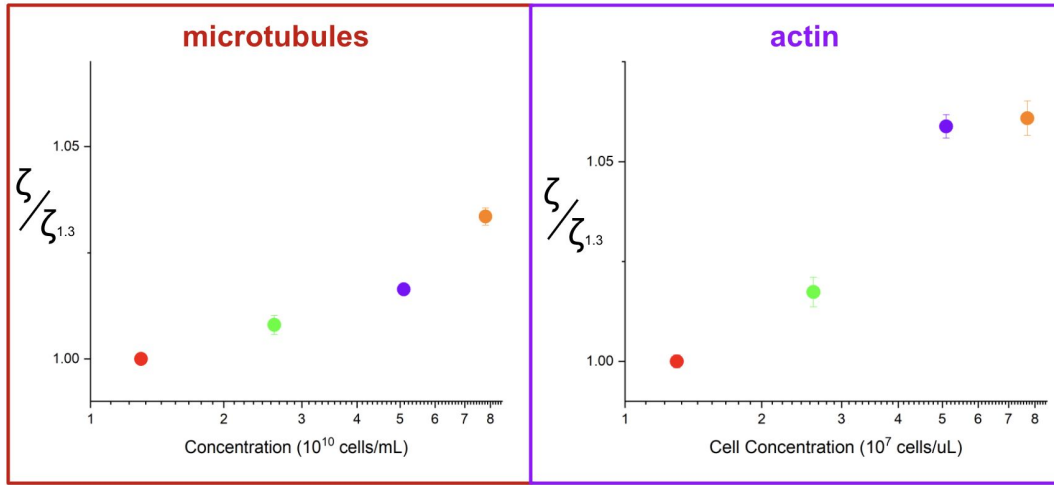 microtubules
1.05
ζ/ζ1.3
1.00
1 2 3 4 5 6 7 8
Concentration (10¹⁰ cells/mL)
actin
1.05
ζ/ζ1.3
1.00
1 2 3 4 5 6 7 8
Cell Concentration (10⁷ cells/uL)